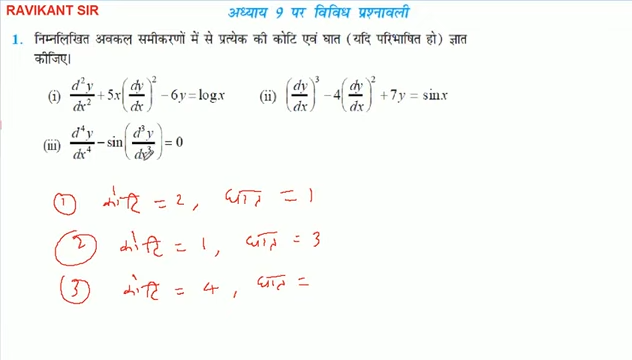 RAVIKANT SIR
अध्याय 9 पर विविध प्रश्नावली
1. निम्नलिखित अवकल समीकरणों में से प्रत्येक की कोटि एवं घात (यदि परिभाषित हो) ज्ञात
कीजिए।
(i) d²y/dx² + 5x(dy/dx)² − 6y = log x (ii) (dy/dx)³ − 4(dy/dx)² + 7y = sin x
(iii) d⁴y/dx⁴ − sin(d³y/dx³) = 0
① कोटि = 2, घात = 1
② कोटि = 1, घात = 3
③ कोटि = 4, घात =